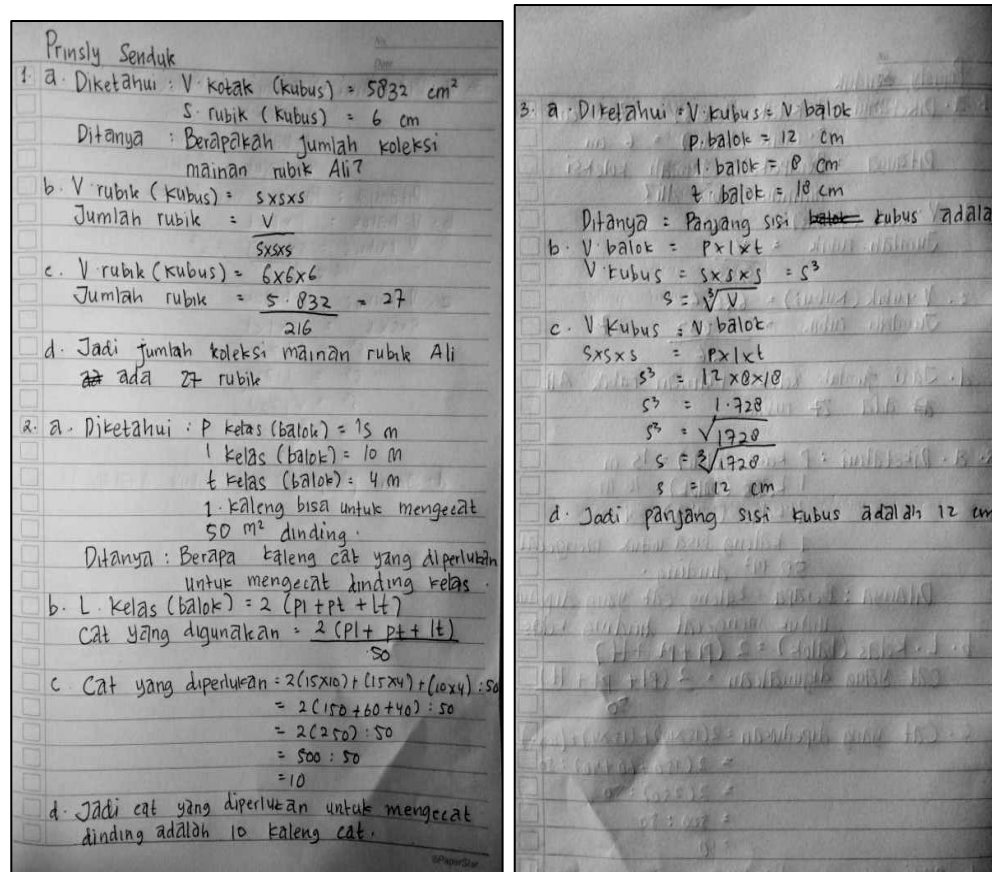 Prinsly Senduk
No
Date
1. a. Diketahui : V. kotak (kubus) = 5832 cm²
S. rubik (kubus) = 6 cm
Ditanya : Berapakah jumlah koleksi
mainan rubik Ali?
b. V. rubik (kubus) = sxsxs
Jumlah rubik = V
sxsxs
c. V. rubik (kubus) = 6x6x6
Jumlah rubik = 5.832 = 27
216
d. Jadi jumlah koleksi mainan rubik Ali
ada 27 rubik
2. a. Diketahui : P kelas (balok) = 15 m
l kelas (balok) = 10 m
t kelas (balok) = 4 m
1. kaleng bisa untuk mengecat
50 m² dinding.
Ditanya : Berapa kaleng cat yang diperlukan
untuk mengecat dinding kelas.
b. L. kelas (balok) = 2 (pl + pt + lt)
Cat yang digunakan = 2 (pl + pt + lt)
50
c. Cat yang diperlukan = 2(15x10) + (15x4) + (10x4) : 50
= 2(150+60+40) : 50
= 2(250) : 50
= 500 : 50
= 10
d. Jadi cat yang diperlukan untuk mengecat
dinding adalah 10 kaleng cat.
PaperStar
3. a. Diketahui : V. kubus = V. balok
p. balok = 12 cm
l. balok = 8 cm
t. balok = 18 cm
Ditanya : Panjang sisi balok kubus adala
b. V. balok = pxlxt
V. kubus = sxsxs = s³
s = ∛V
c. V. kubus = V. balok
sxsxs = pxlxt
s³ = 12 x 8 x 18
s³ = 1.728
s³ = √1728
s = ∛1728
s = 12 cm
d. Jadi panjang sisi kubus adalah 12 cm